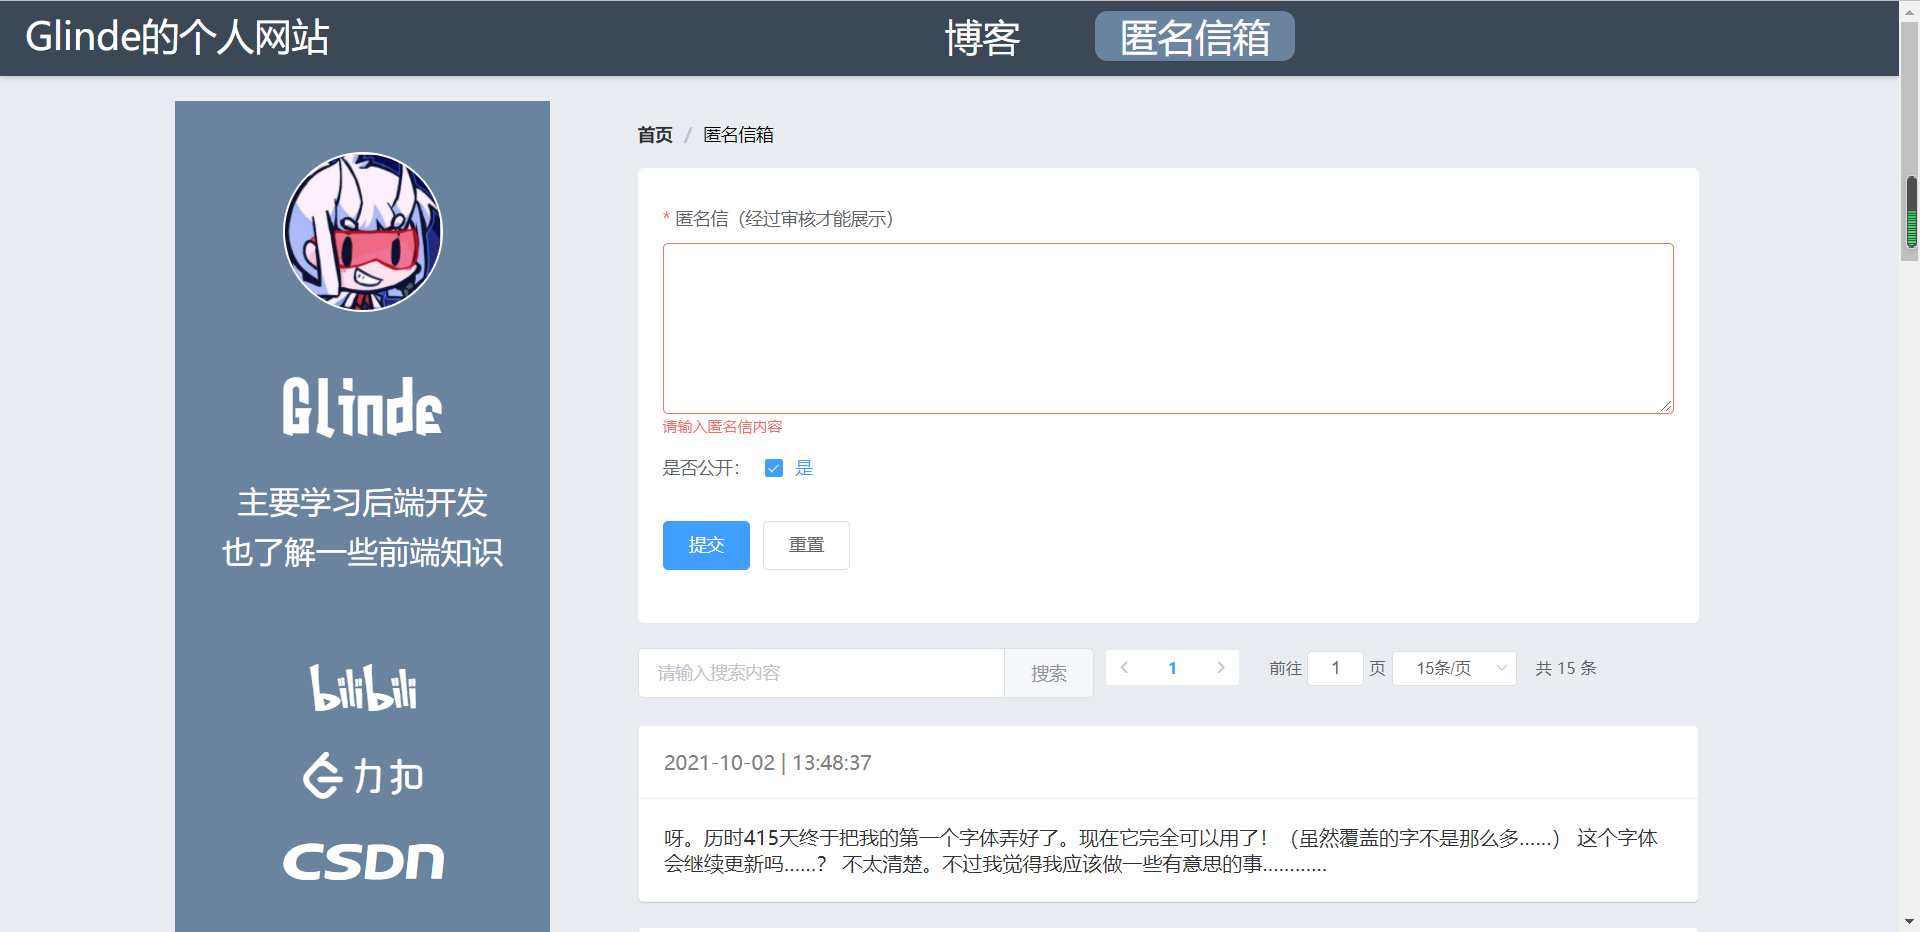 Glinde的个人网站
博客
匿名信箱
Glinde
主要学习后端开发
也了解一些前端知识
bilibili
力扣
CSDN
首页 / 匿名信箱
* 匿名信（经过审核才能展示）
请输入匿名信内容
是否公开：
是
提交
重置
请输入搜索内容
搜索
1
前往 1 页
15条/页
共 15 条
2021-10-02 | 13:48:37
呀。历时415天终于把我的第一个字体弄好了。现在它完全可以用了！（虽然覆盖的字不是那么多......） 这个字体
会继续更新吗......？ 不太清楚。不过我觉得我应该做一些有意思的事............